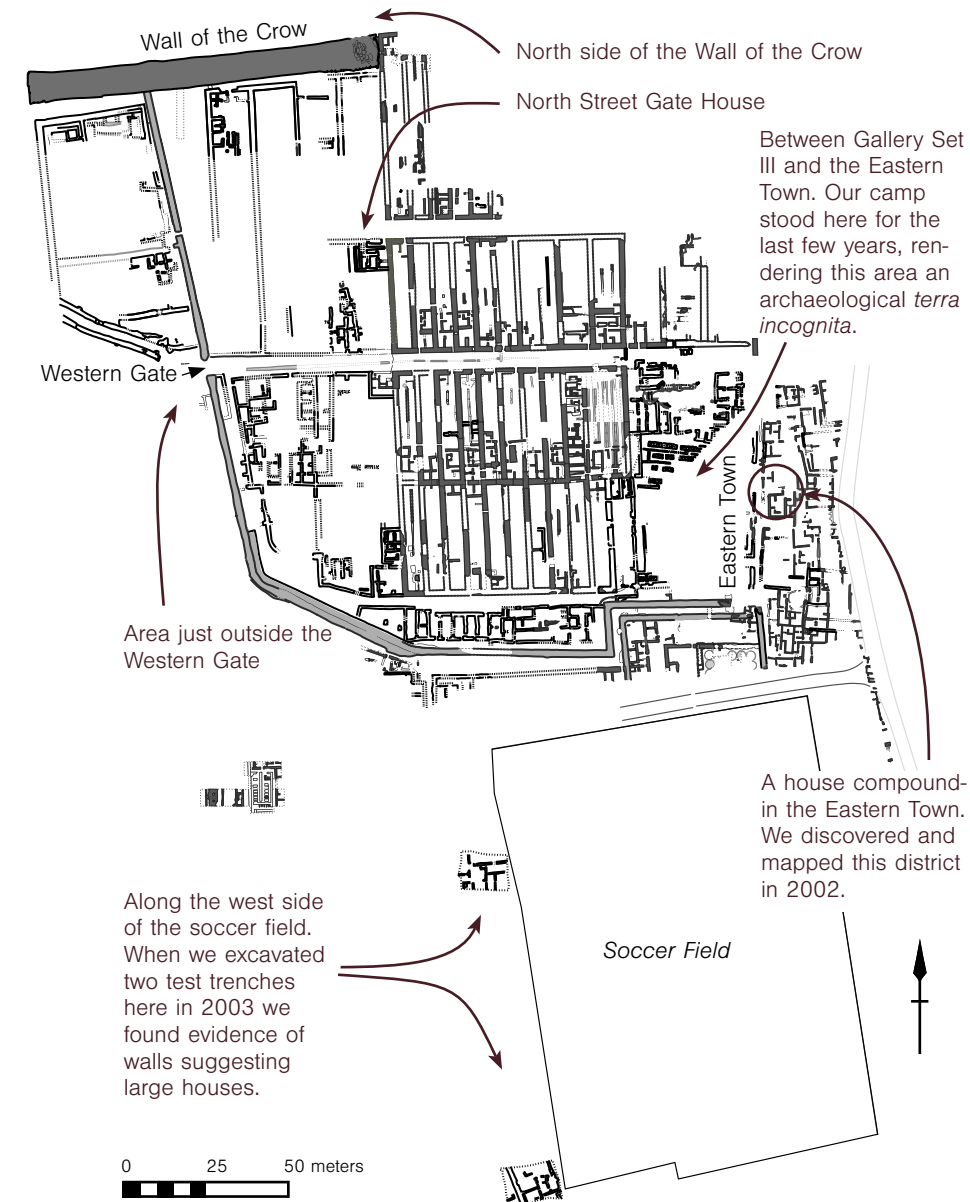 Wall of the Crow
North side of the Wall of the Crow
North Street Gate House
Between Gallery Set
III and the Eastern
Town. Our camp
stood here for the
last few years, ren-
dering this area an
archaeological terra
incognita.
Western Gate
Eastern Town
Area just outside the
Western Gate
A house compound-
in the Eastern Town.
We discovered and
mapped this district
in 2002.
Along the west side
of the soccer field.
When we excavated
two test trenches
here in 2003 we
found evidence of
walls suggesting
large houses.
Soccer Field
0 25 50 meters